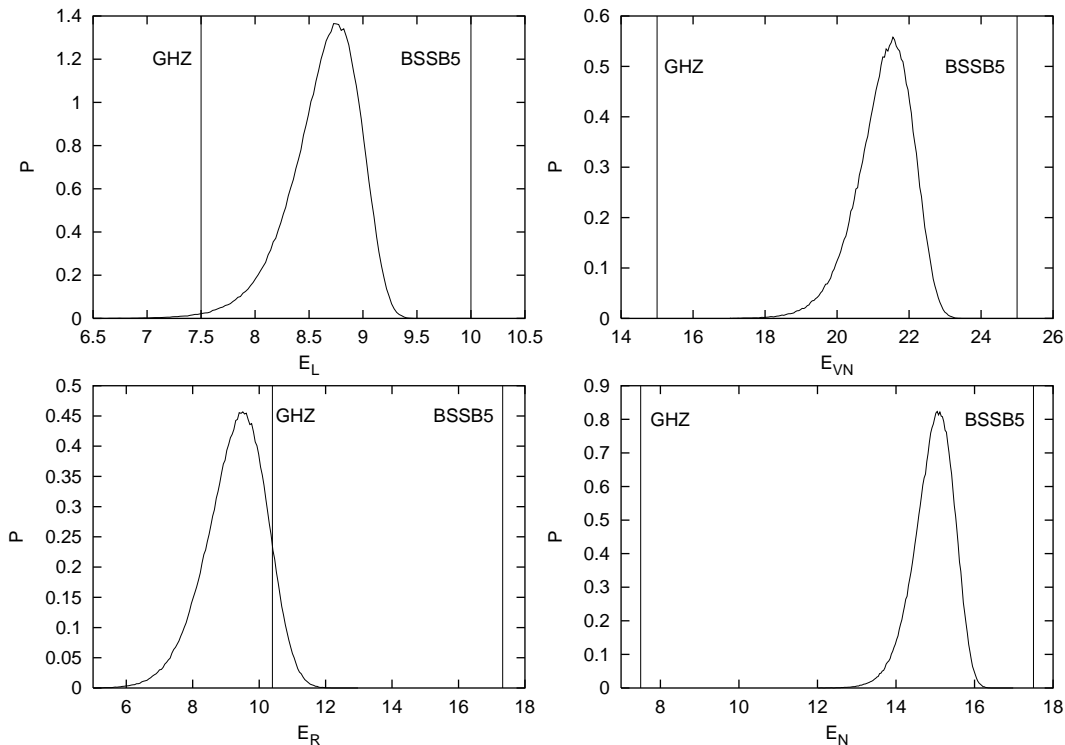 1.4
1.2
1
0.8
0.6
0.4
0.2
0
P
GHZ
BSSB5
6.5 7 7.5 8 8.5 9 9.5 10 10.5
E_L
0.6
0.5
0.4
0.3
0.2
0.1
0
P
GHZ
BSSB5
14 16 18 20 22 24 26
E_VN
0.5
0.45
0.4
0.35
0.3
0.25
0.2
0.15
0.1
0.05
0
P
GHZ
BSSB5
6 8 10 12 14 16 18
E_R
0.9
0.8
0.7
0.6
0.5
0.4
0.3
0.2
0.1
0
P
GHZ
BSSB5
8 10 12 14 16 18
E_N